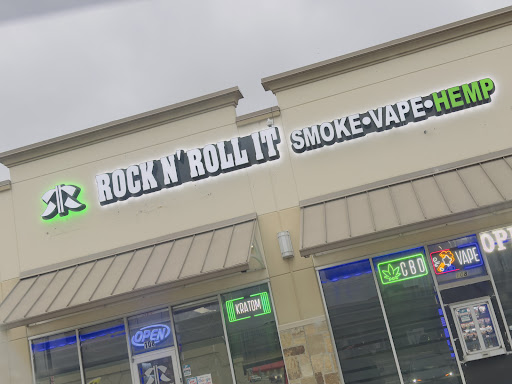 ROCK N' ROLL IT
SMOKE•VAPE•HEMP
KRATOM
OPEN
CBD
VAPE